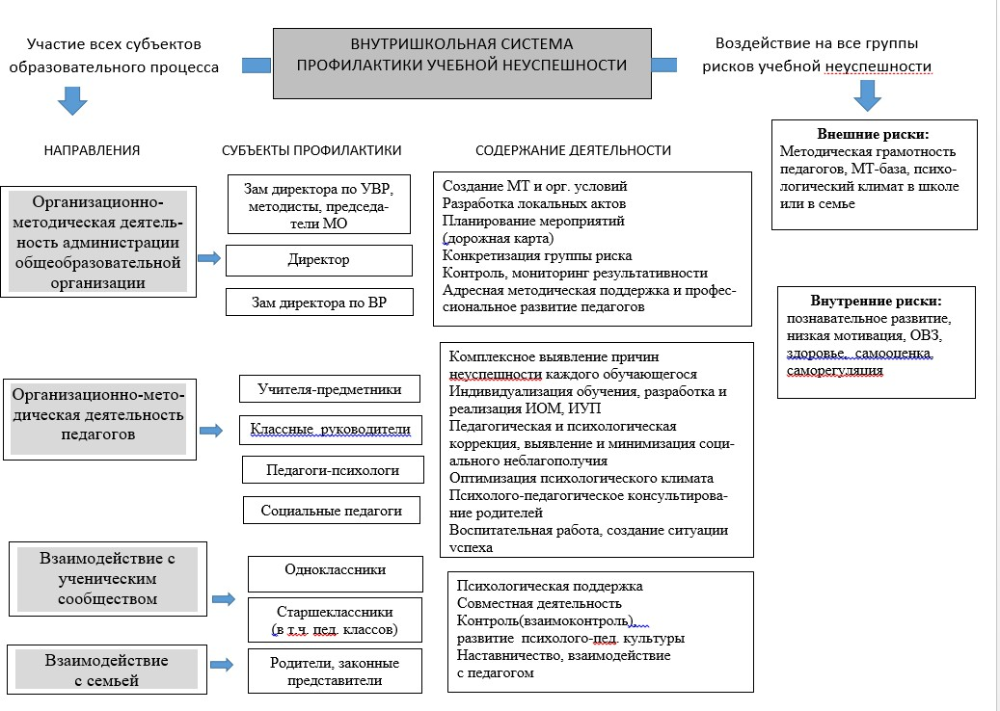 Участие всех субъектов
образовательного процесса
ВНУТРИШКОЛЬНАЯ СИСТЕМА
ПРОФИЛАКТИКИ УЧЕБНОЙ НЕУСПЕШНОСТИ
Воздействие на все группы
рисков учебной неуспешности
НАПРАВЛЕНИЯ
СУБЪЕКТЫ ПРОФИЛАКТИКИ
СОДЕРЖАНИЕ ДЕЯТЕЛЬНОСТИ
Организационно-
методическая деятель-
ность администрации
общеобразовательной
организации
Зам директора по УВР,
методисты, председа-
тели МО
Директор
Зам директора по ВР
Создание МТ и орг. условий
Разработка локальных актов
Планирование мероприятий
(дорожная карта)
Конкретизация группы риска
Контроль, мониторинг результативности
Адресная методическая поддержка и профес-
сиональное развитие педагогов
Внешние риски:
Методическая грамотность
педагогов, МТ-база, психо-
логический климат в школе
или в семье
Внутренние риски:
познавательное развитие,
низкая мотивация, ОВЗ,
здоровье, самооценка,
саморегуляция
Организационно-мето-
дическая деятельность
педагогов
Учителя-предметники
Классные руководители
Педагоги-психологи
Социальные педагоги
Комплексное выявление причин
неуспешности каждого обучающегося
Индивидуализация обучения, разработка и
реализация ИОМ, ИУП
Педагогическая и психологическая
коррекция, выявление и минимизация соци-
ального неблагополучия
Оптимизация психологического климата
Психолого-педагогическое консультирова-
ние родителей
Воспитательная работа, создание ситуации
успеха
Взаимодействие с
ученическим
сообществом
Одноклассники
Старшеклассники
(в т.ч. пед. классов)
Взаимодействие
с семьей
Родители, законные
представители
Психологическая поддержка
Совместная деятельность
Контроль(взаимоконтроль),
развитие психолого-пед. культуры
Наставничество, взаимодействие
с педагогом